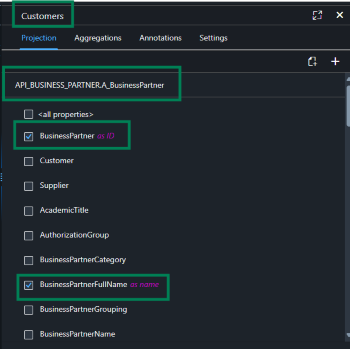 Customers
Projection Aggregations Annotations Settings
API_BUSINESS_PARTNER.A_BusinessPartner
<all properties>
BusinessPartner as ID
Customer
Supplier
AcademicTitle
AuthorizationGroup
BusinessPartnerCategory
BusinessPartnerFullName as name
BusinessPartnerGrouping
BusinessPartnerName